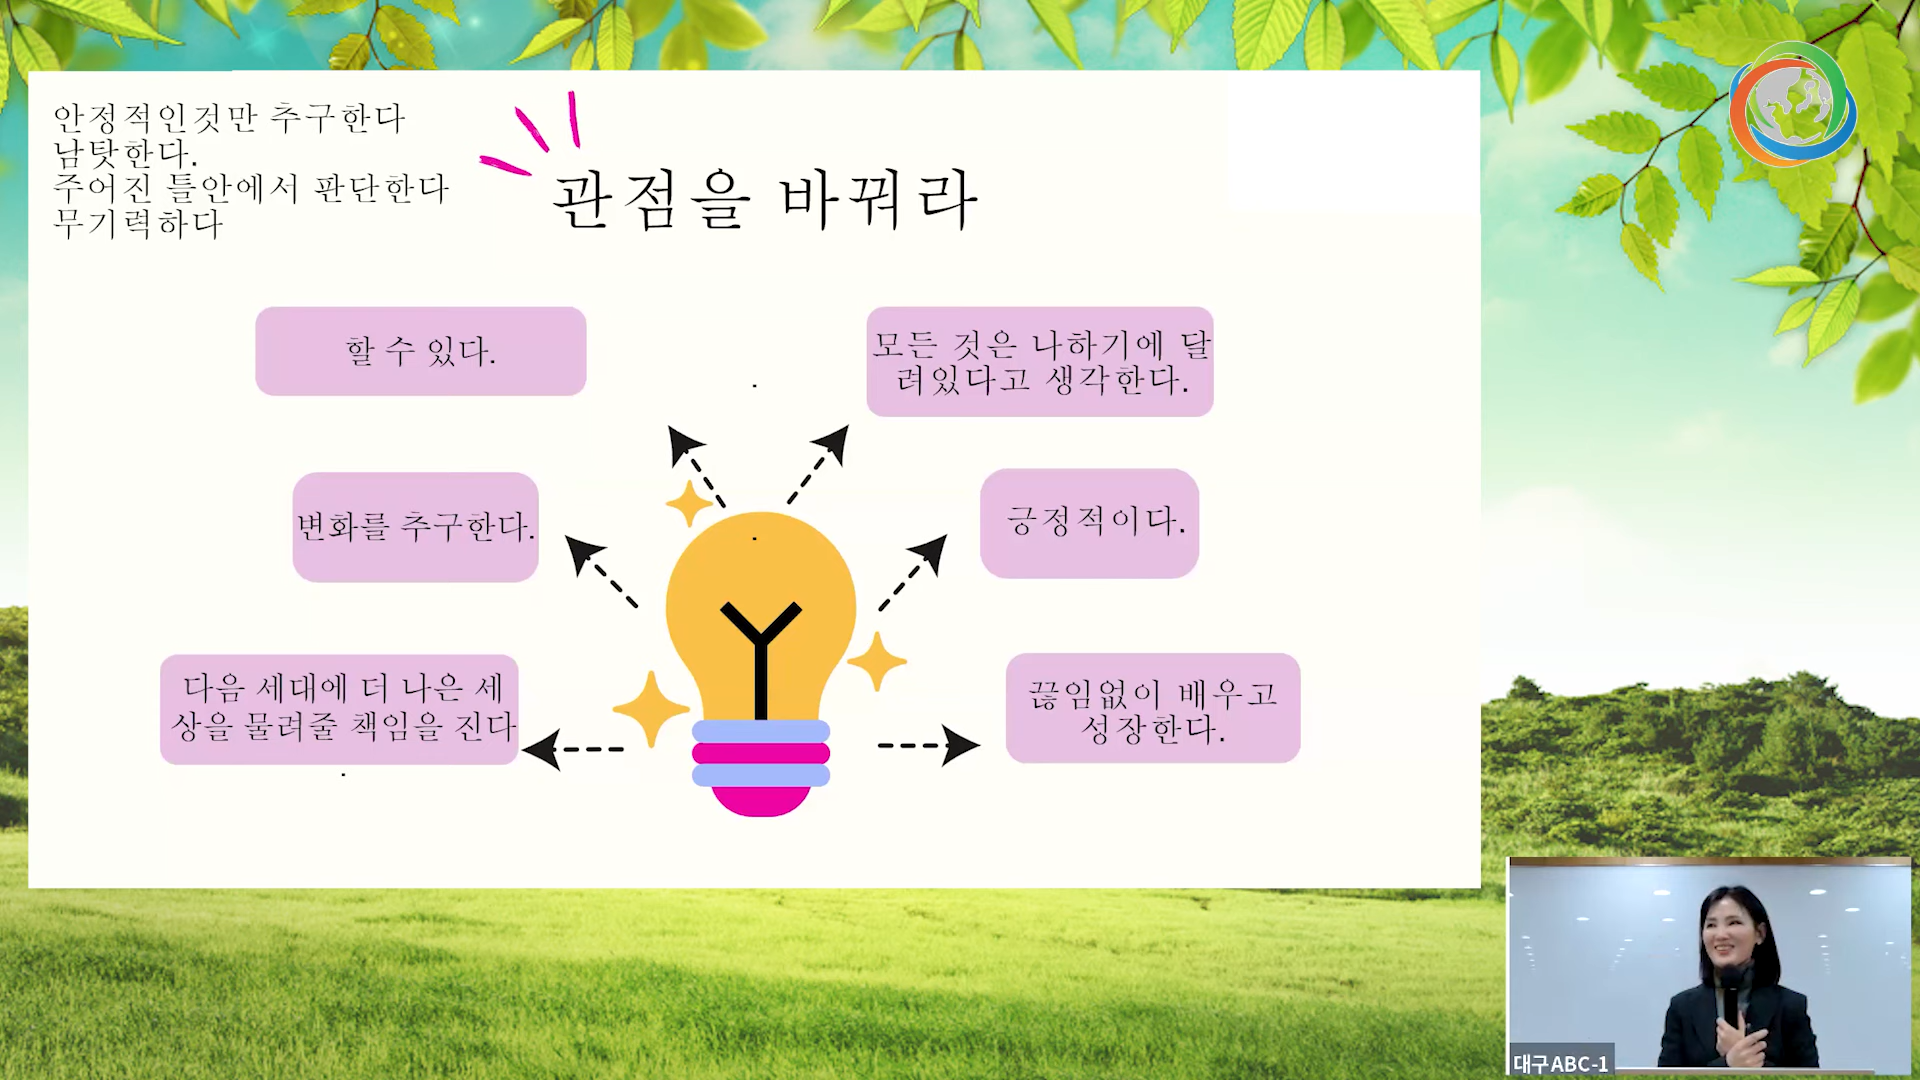 안정적인것만 추구한다
남탓한다.
주어진 틀안에서 판단한다
무기력하다
관점을 바꿔라
할 수 있다.
모든 것은 나하기에 달
려있다고 생각한다.
변화를 추구한다.
긍정적이다.
다음 세대에 더 나은 세
상을 물려줄 책임을 진다
.
끊임없이 배우고
성장한다.
대구ABC-1